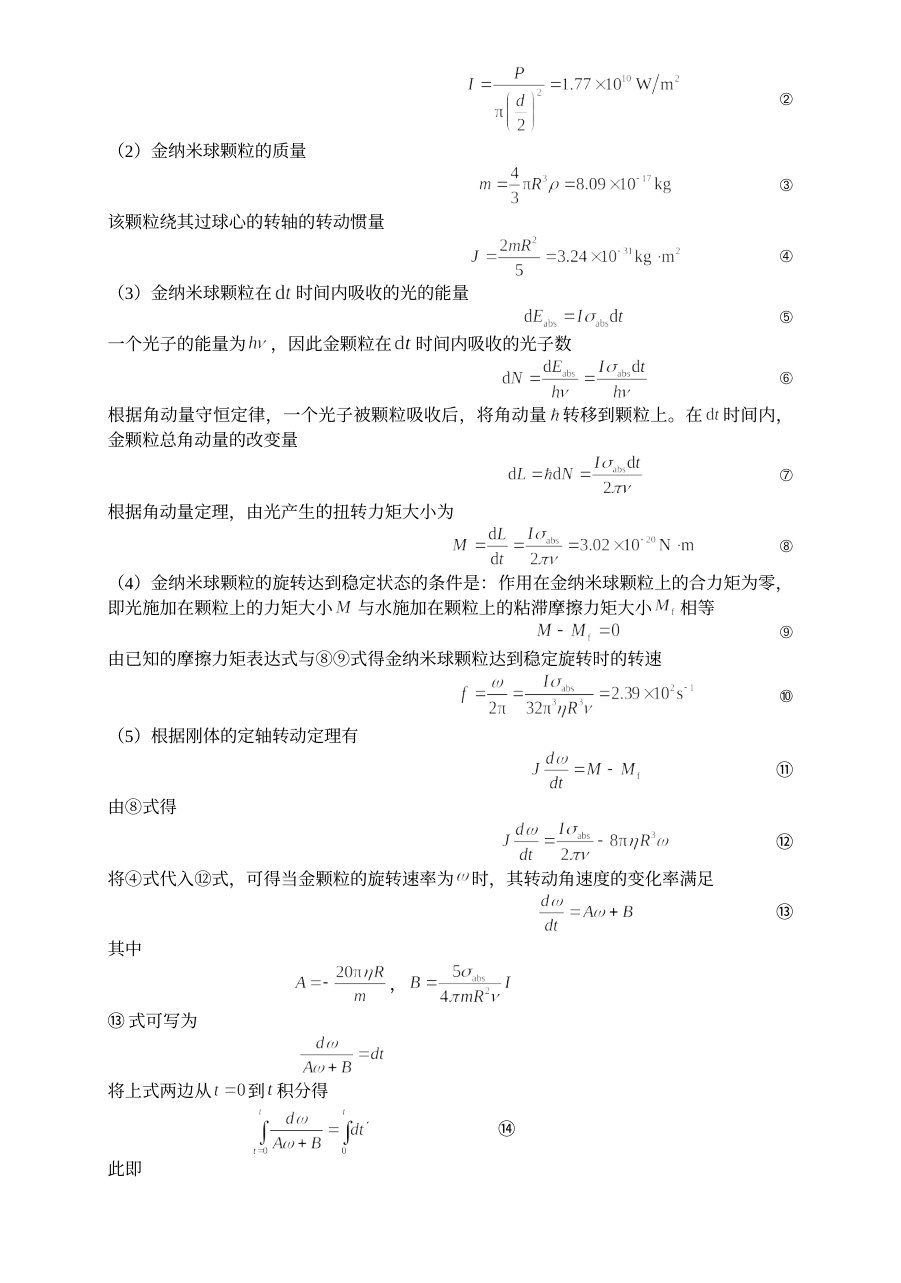 I = P / π(d/2)² = 1.77×10¹⁰ W/m² ②
（2）金纳米球颗粒的质量
m = 4/3 πR³ρ = 8.09×10⁻¹⁷ kg ③
该颗粒绕其过球心的转轴的转动惯量
J = 2mR²/5 = 3.24×10⁻³¹ kg·m² ④
（3）金纳米球颗粒在 dt 时间内吸收的光的能量
dE_abs = Iσ_abs dt ⑤
一个光子的能量为 hν ，因此金颗粒在 dt 时间内吸收的光子数
dN = dE_abs/hν = Iσ_abs dt/hν ⑥
根据角动量守恒定律，一个光子被颗粒吸收后，将角动量 ħ 转移到颗粒上。在 dt 时间内，
金颗粒总角动量的改变量
dL = ħdN = Iσ_abs dt/2πν ⑦
根据角动量定理，由光产生的扭转力矩大小为
M = dL/dt = Iσ_abs/2πν = 3.02×10⁻²⁰ N·m ⑧
（4）金纳米球颗粒的旋转达到稳定状态的条件是：作用在金纳米球颗粒上的合力矩为零，
即光施加在颗粒上的力矩大小 M 与水施加在颗粒上的粘滞摩擦力矩大小 M_f 相等
M - M_f = 0 ⑨
由已知的摩擦力矩表达式与⑧⑨式得金纳米球颗粒达到稳定旋转时的转速
f = ω/2π = Iσ_abs/32π³ηR³ν = 2.39×10² s⁻¹ ⑩
（5）根据刚体的定轴转动定理有
J dω/dt = M - M_f ⑪
由⑧式得
J dω/dt = Iσ_abs/2πν - 8πηR³ω ⑫
将④式代入⑫式，可得当金颗粒的旋转速率为 ω 时，其转动角速度的变化率满足
dω/dt = Aω + B ⑬
其中
A = - 20πηR/m ， B = 5σ_abs/4πmR²ν I
⑬ 式可写为
dω/(Aω + B) = dt
将上式两边从 t = 0 到 t 积分得
∫_{t=0}^{t} dω/(Aω + B) = ∫_0^t dt′ ⑭
此即